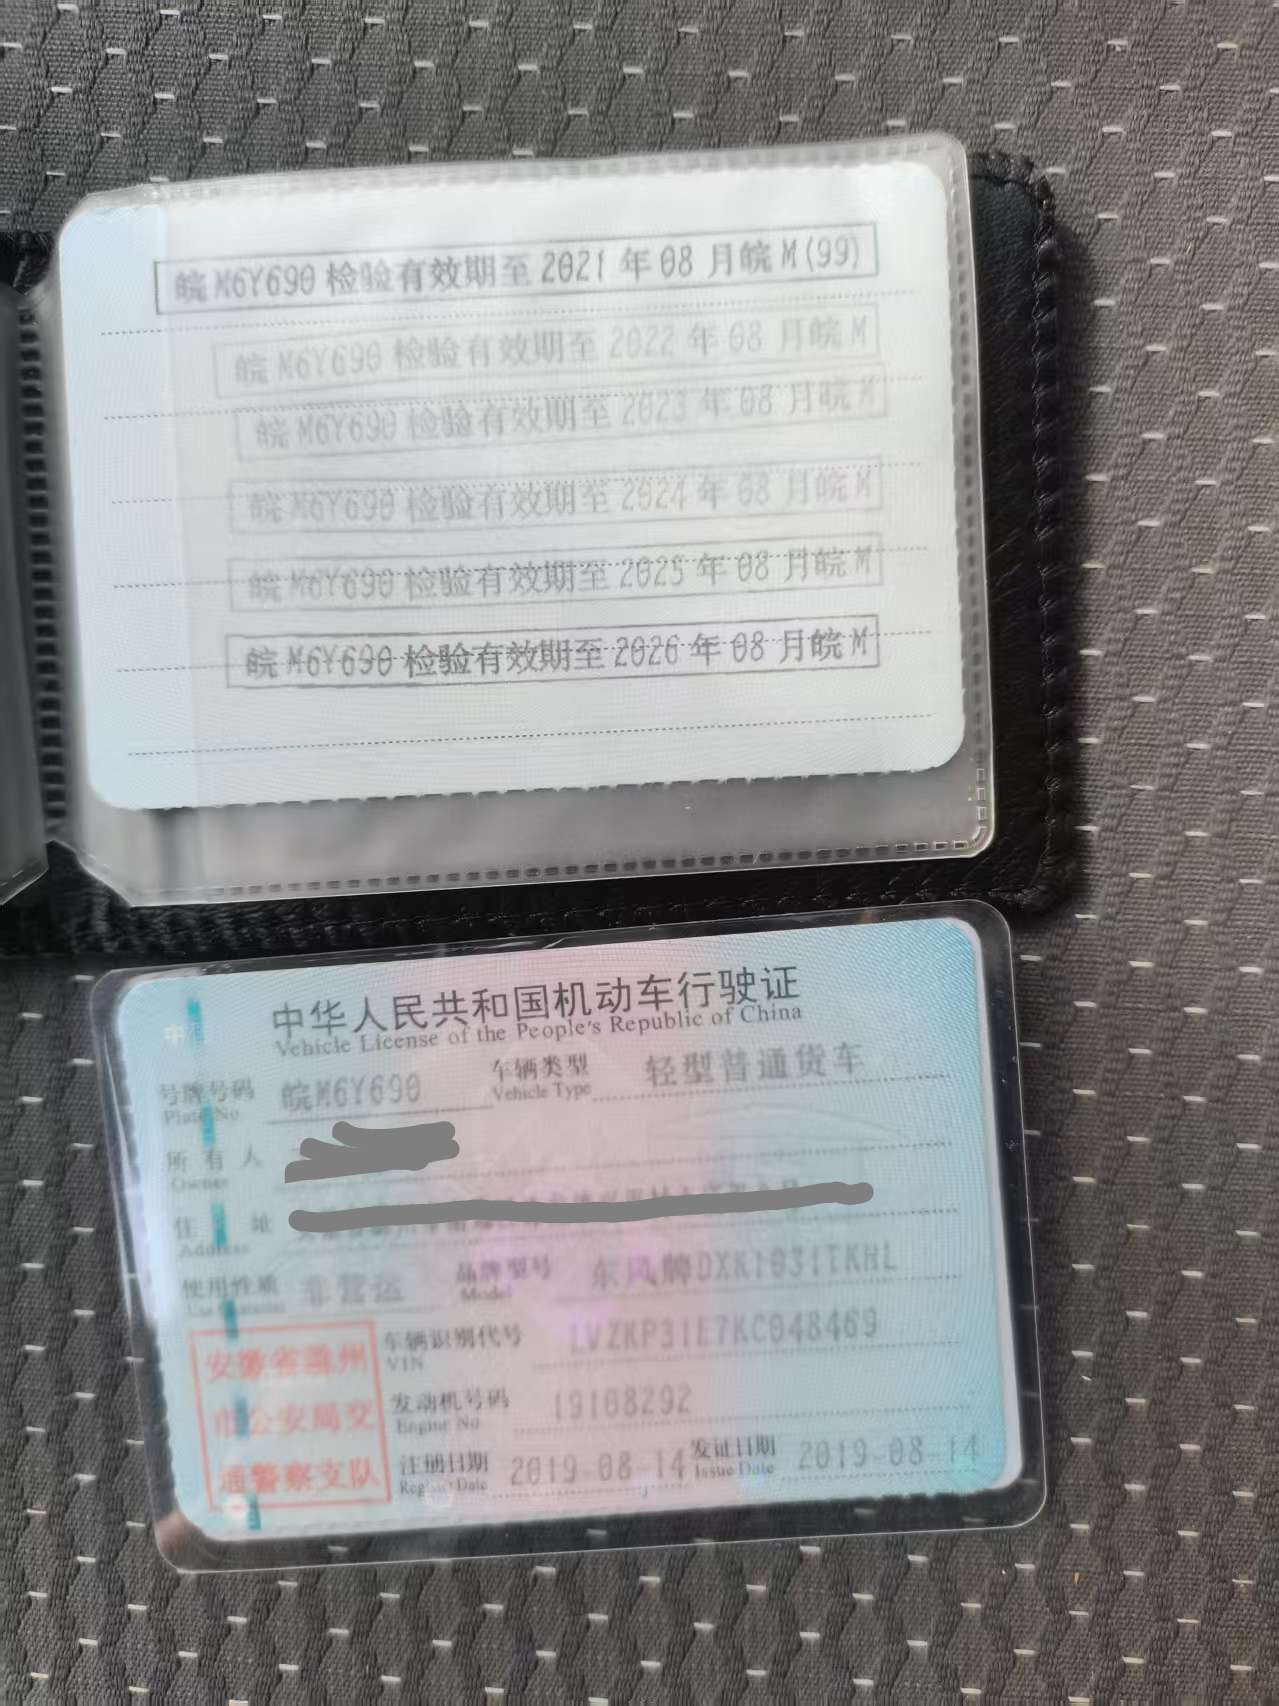 皖M6Y690 检验有效期至 2021 年 08 月皖 M(99)
皖 M6Y690 检验有效期至 2022 年 08 月皖 M
皖 M6Y690 检验有效期至 2023 年 08 月皖 M
皖 M6Y690 检验有效期至 2024 年 08 月皖 M
皖 M6Y690 检验有效期至 2025 年 08 月皖 M
皖 M6Y690 检验有效期至 2026 年 08 月皖 M
中华人民共和国机动车行驶证
Vehicle License of the People's Republic of China
号牌号码 皖M6Y690 车辆类型 轻型普通货车
Plate No. Vehicle Type
所有人
Owner
住址
Address
使用性质 非营运 品牌型号 东风牌DXK1031TKHL
Use Character Model
车辆识别代号 LVZKP31E7KC048469
VIN
发动机号码 19108292
Engine No.
注册日期 2019-08-14 发证日期 2019-08-14
Register Date Issue Date
安徽省滁州
市公安局交
通警察支队